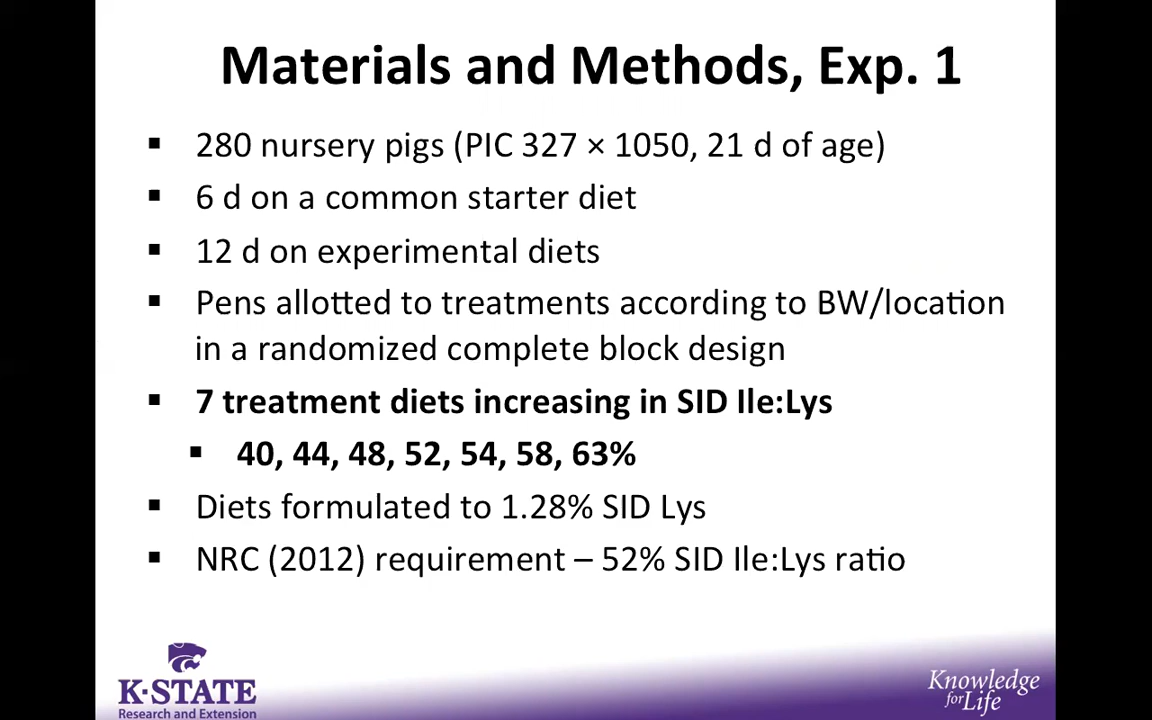 Materials and Methods, Exp. 1
▪ 280 nursery pigs (PIC 327 × 1050, 21 d of age)
▪ 6 d on a common starter diet
▪ 12 d on experimental diets
▪ Pens allotted to treatments according to BW/location
in a randomized complete block design
▪ 7 treatment diets increasing in SID Ile:Lys
▪ 40, 44, 48, 52, 54, 58, 63%
▪ Diets formulated to 1.28% SID Lys
▪ NRC (2012) requirement – 52% SID Ile:Lys ratio
K-STATE
Research and Extension
Knowledge
for Life